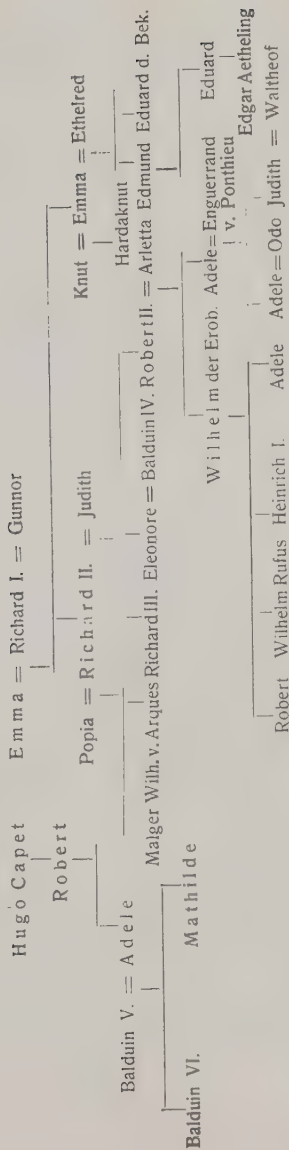 Hugo Capet Emma = Richard I. = Gunnor
Robert Popia = Richard II. = Judith Knut = Emma = Ethelred
Balduin V. = Adele Hardaknut
Malger Wilh. v. Arques Richard III. Eleonore = Balduin IV. Robert II. = Arletta Edmund Eduard d. Bek.
Balduin VI. Mathilde Wilhelm der Erob. Adele = Enguerrand Eduard
v. Ponthieu
Edgar Aetheling
Robert Wilhelm Rufus Heinrich I. Adele Adele = Odo Judith = Waltheof